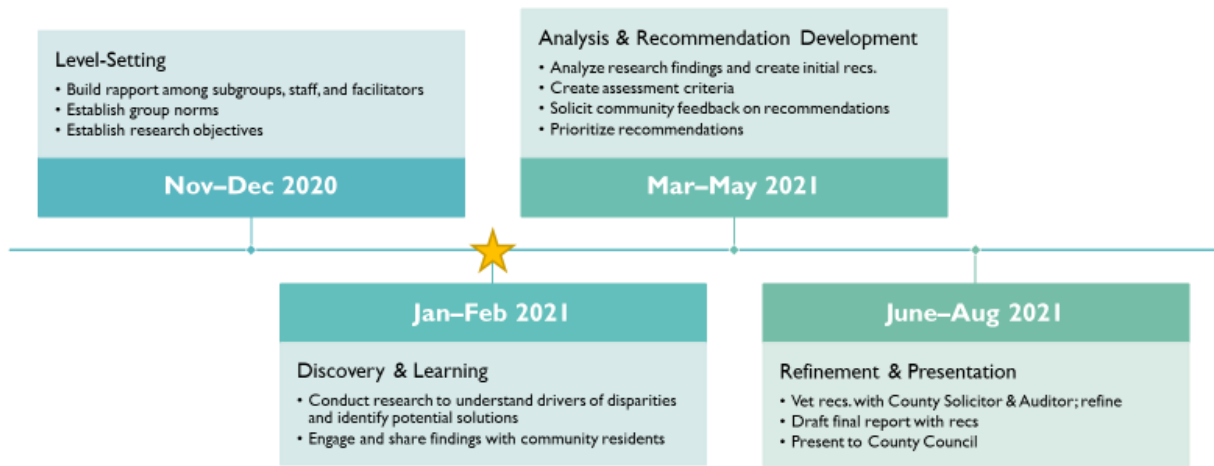 Level-Setting
• Build rapport among subgroups, staff, and facilitators
• Establish group norms
• Establish research objectives
Nov–Dec 2020
Analysis & Recommendation Development
• Analyze research findings and create initial recs.
• Create assessment criteria
• Solicit community feedback on recommendations
• Prioritize recommendations
Mar–May 2021
Jan–Feb 2021
Discovery & Learning
• Conduct research to understand drivers of disparities
and identify potential solutions
• Engage and share findings with community residents
June–Aug 2021
Refinement & Presentation
• Vet recs. with County Solicitor & Auditor; refine
• Draft final report with recs
• Present to County Council